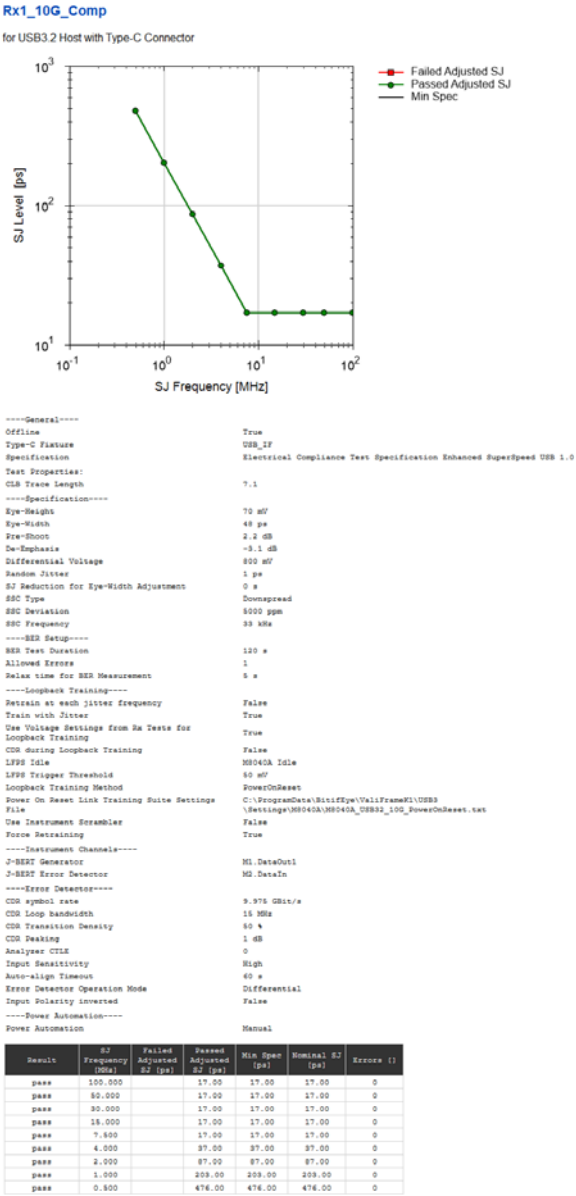 Rx1_10G_Comp
for USB3.2 Host with Type-C Connector
Failed Adjusted SJ
Passed Adjusted SJ
Min Spec
SJ Level [ps]
10^3
10^2
10^1
10^-1 10^0 10^1 10^2
SJ Frequency [MHz]
----General----
Offline True
Type-C Fixture USB_IF
Specification Electrical Compliance Test Specification Enhanced SuperSpeed USB 1.0
Test Properties:
CLB Trace Length 7.1
----Specification----
Eye-Height 70 mV
Eye-Width 48 ps
Pre-Shoot 2.2 dB
De-Emphasis -3.1 dB
Differential Voltage 800 mV
Random Jitter 1 ps
SJ Reduction for Eye-Width Adjustment 0 s
SSC Type Downspread
SSC Deviation 5000 ppm
SSC Frequency 33 kHz
----BER Setup----
BER Test Duration 120 s
Allowed Errors 1
Relax time for BER Measurement 5 s
----Loopback Training----
Retrain at each jitter frequency False
Train with Jitter True
Use Voltage Settings from Rx Tests for
Loopback Training True
CDR during Loopback Training False
LFPS Idle M8040A Idle
LFPS Trigger Threshold 50 mV
Loopback Training Method PowerOnReset
Power On Reset Link Training Suite Settings C:\ProgramData\BitifEye\ValiFrameK1\USB3
File \Settings\M8040A\M8040A_USB32_10G_PowerOnReset.txt
Use Instrument Scrambler False
Force Retraining True
----Instrument Channels----
J-BERT Generator M1.DataOut1
J-BERT Error Detector M2.DataIn
----Error Detector----
CDR symbol rate 9.975 GBit/s
CDR Loop bandwidth 15 MHz
CDR Transition Density 50 %
CDR Peaking 1 dB
Analyzer CTLE 0
Input Sensitivity High
Auto-align Timeout 60 s
Error Detector Operation Mode Differential
Input Polarity inverted False
----Power Automation----
Power Automation Manual
Result SJ Frequency [MHz] Failed Adjusted SJ [ps] Passed Adjusted SJ [ps] Min Spec [ps] Nominal SJ [ps] Errors []
pass 100.000 17.00 17.00 17.00 0
pass 50.000 17.00 17.00 17.00 0
pass 30.000 17.00 17.00 17.00 0
pass 15.000 17.00 17.00 17.00 0
pass 7.500 17.00 17.00 17.00 0
pass 4.000 37.00 37.00 37.00 0
pass 2.000 87.00 87.00 87.00 0
pass 1.000 203.00 203.00 203.00 0
pass 0.500 476.00 476.00 476.00 0